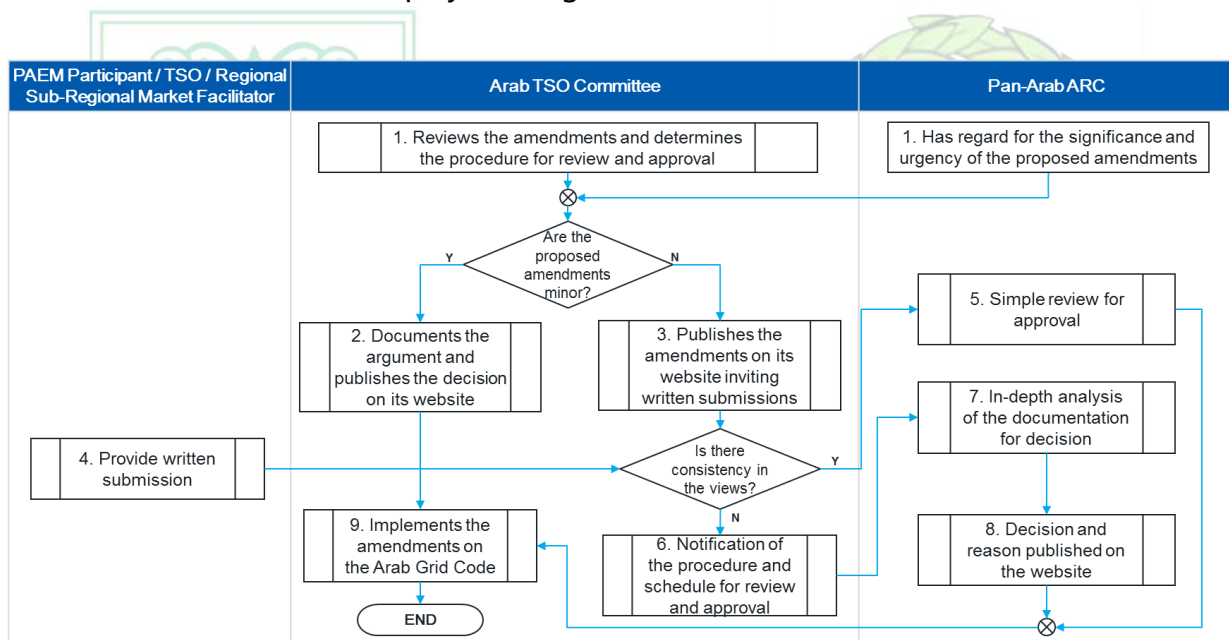 PAEM Participant / TSO / Regional
Sub-Regional Market Facilitator
Arab TSO Committee
Pan-Arab ARC
1. Reviews the amendments and determines
the procedure for review and approval
1. Has regard for the significance and
urgency of the proposed amendments
Are the
proposed
amendments
minor?
Y
N
2. Documents the
argument and
publishes the decision
on its website
3. Publishes the
amendments on its
website inviting
written submissions
5. Simple review for
approval
4. Provide written
submission
Is there
consistency in
the views?
Y
N
7. In-depth analysis
of the documentation
for decision
9. Implements the
amendments on
the Arab Grid Code
6. Notification of
the procedure and
schedule for review
and approval
8. Decision and
reason published on
the website
END